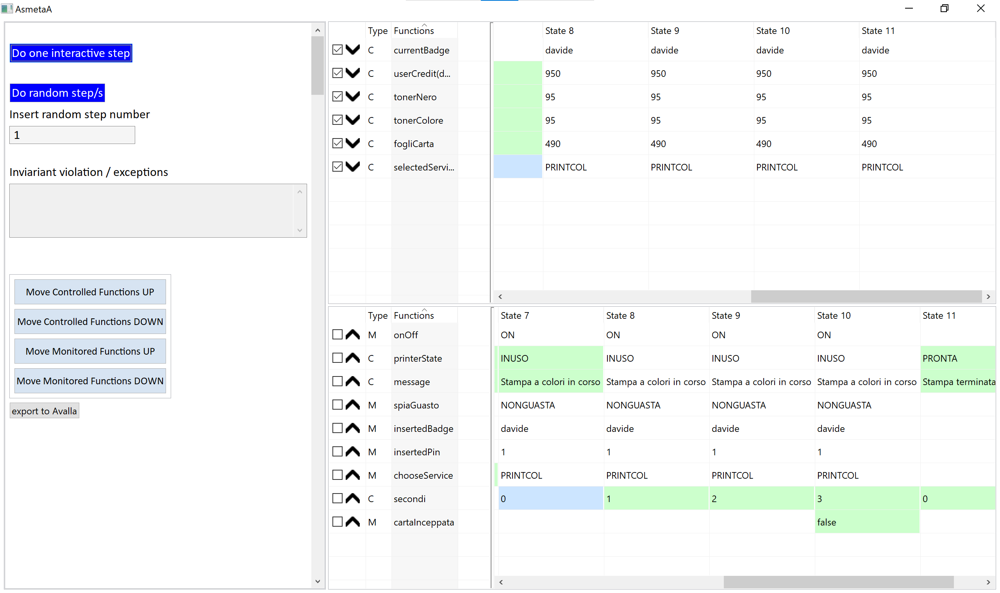 AsmetaA
Do one interactive step
Do random step/s
Insert random step number
1
Inviariant violation / exceptions
Move Controlled Functions UP
Move Controlled Functions DOWN
Move Monitored Functions UP
Move Monitored Functions DOWN
export to Avalla
Type Functions State 8 State 9 State 10 State 11
C currentBadge davide davide davide davide
C userCredit(d... 950 950 950 950
C tonerNero 95 95 95 95
C tonerColore 95 95 95 95
C fogliCarta 490 490 490 490
C selectedServi... PRINTCOL PRINTCOL PRINTCOL PRINTCOL
Type Functions State 7 State 8 State 9 State 10 State 11
M onOff ON ON ON ON
C printerState INUSO INUSO INUSO INUSO PRONTA
C message Stampa a colori in corso Stampa a colori in corso Stampa a colori in corso Stampa a colori in corso Stampa terminata
M spiaGuasto NONGUASTA NONGUASTA NONGUASTA NONGUASTA
M insertedBadge davide davide davide davide
M insertedPin 1 1 1 1
M chooseService PRINTCOL PRINTCOL PRINTCOL PRINTCOL
C secondi 0 1 2 3 0
M cartaInceppata false